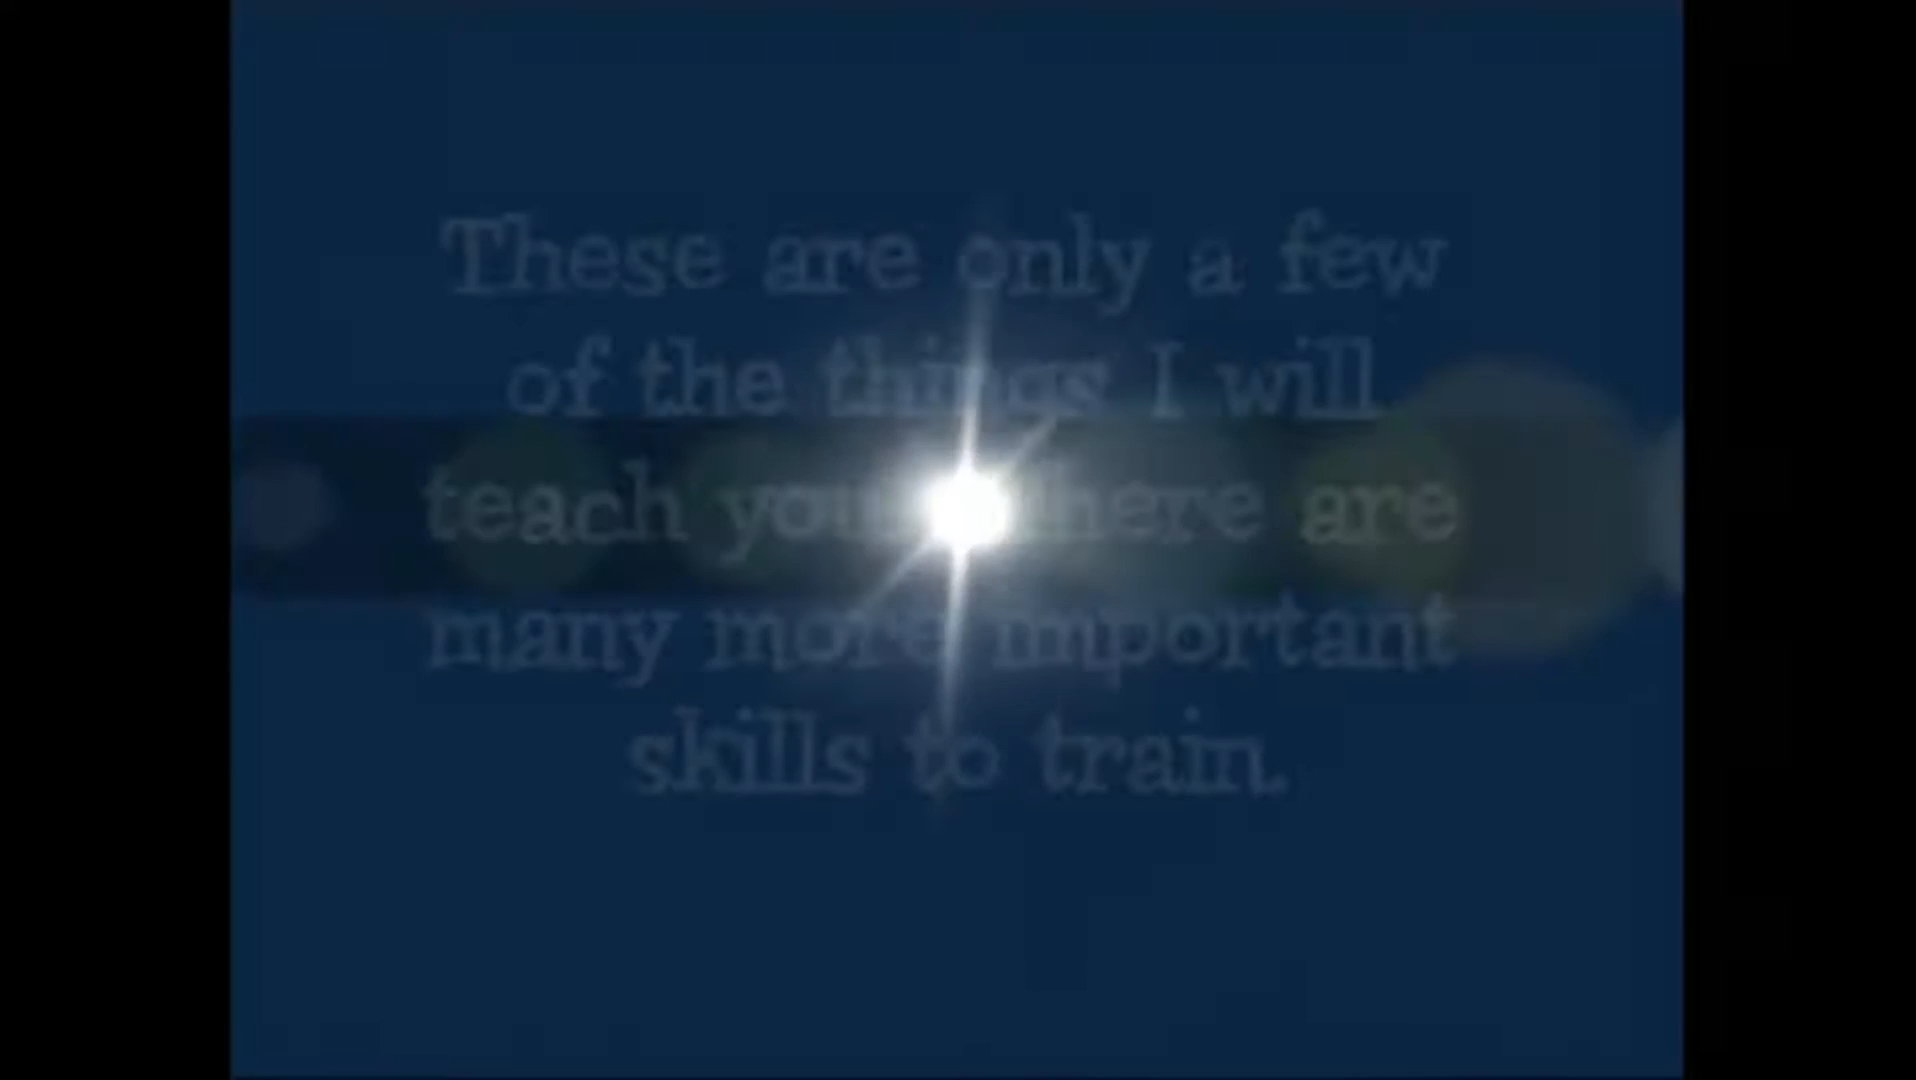 These are only a few
of the things I will
teach you. There are
many more important
skills to train.